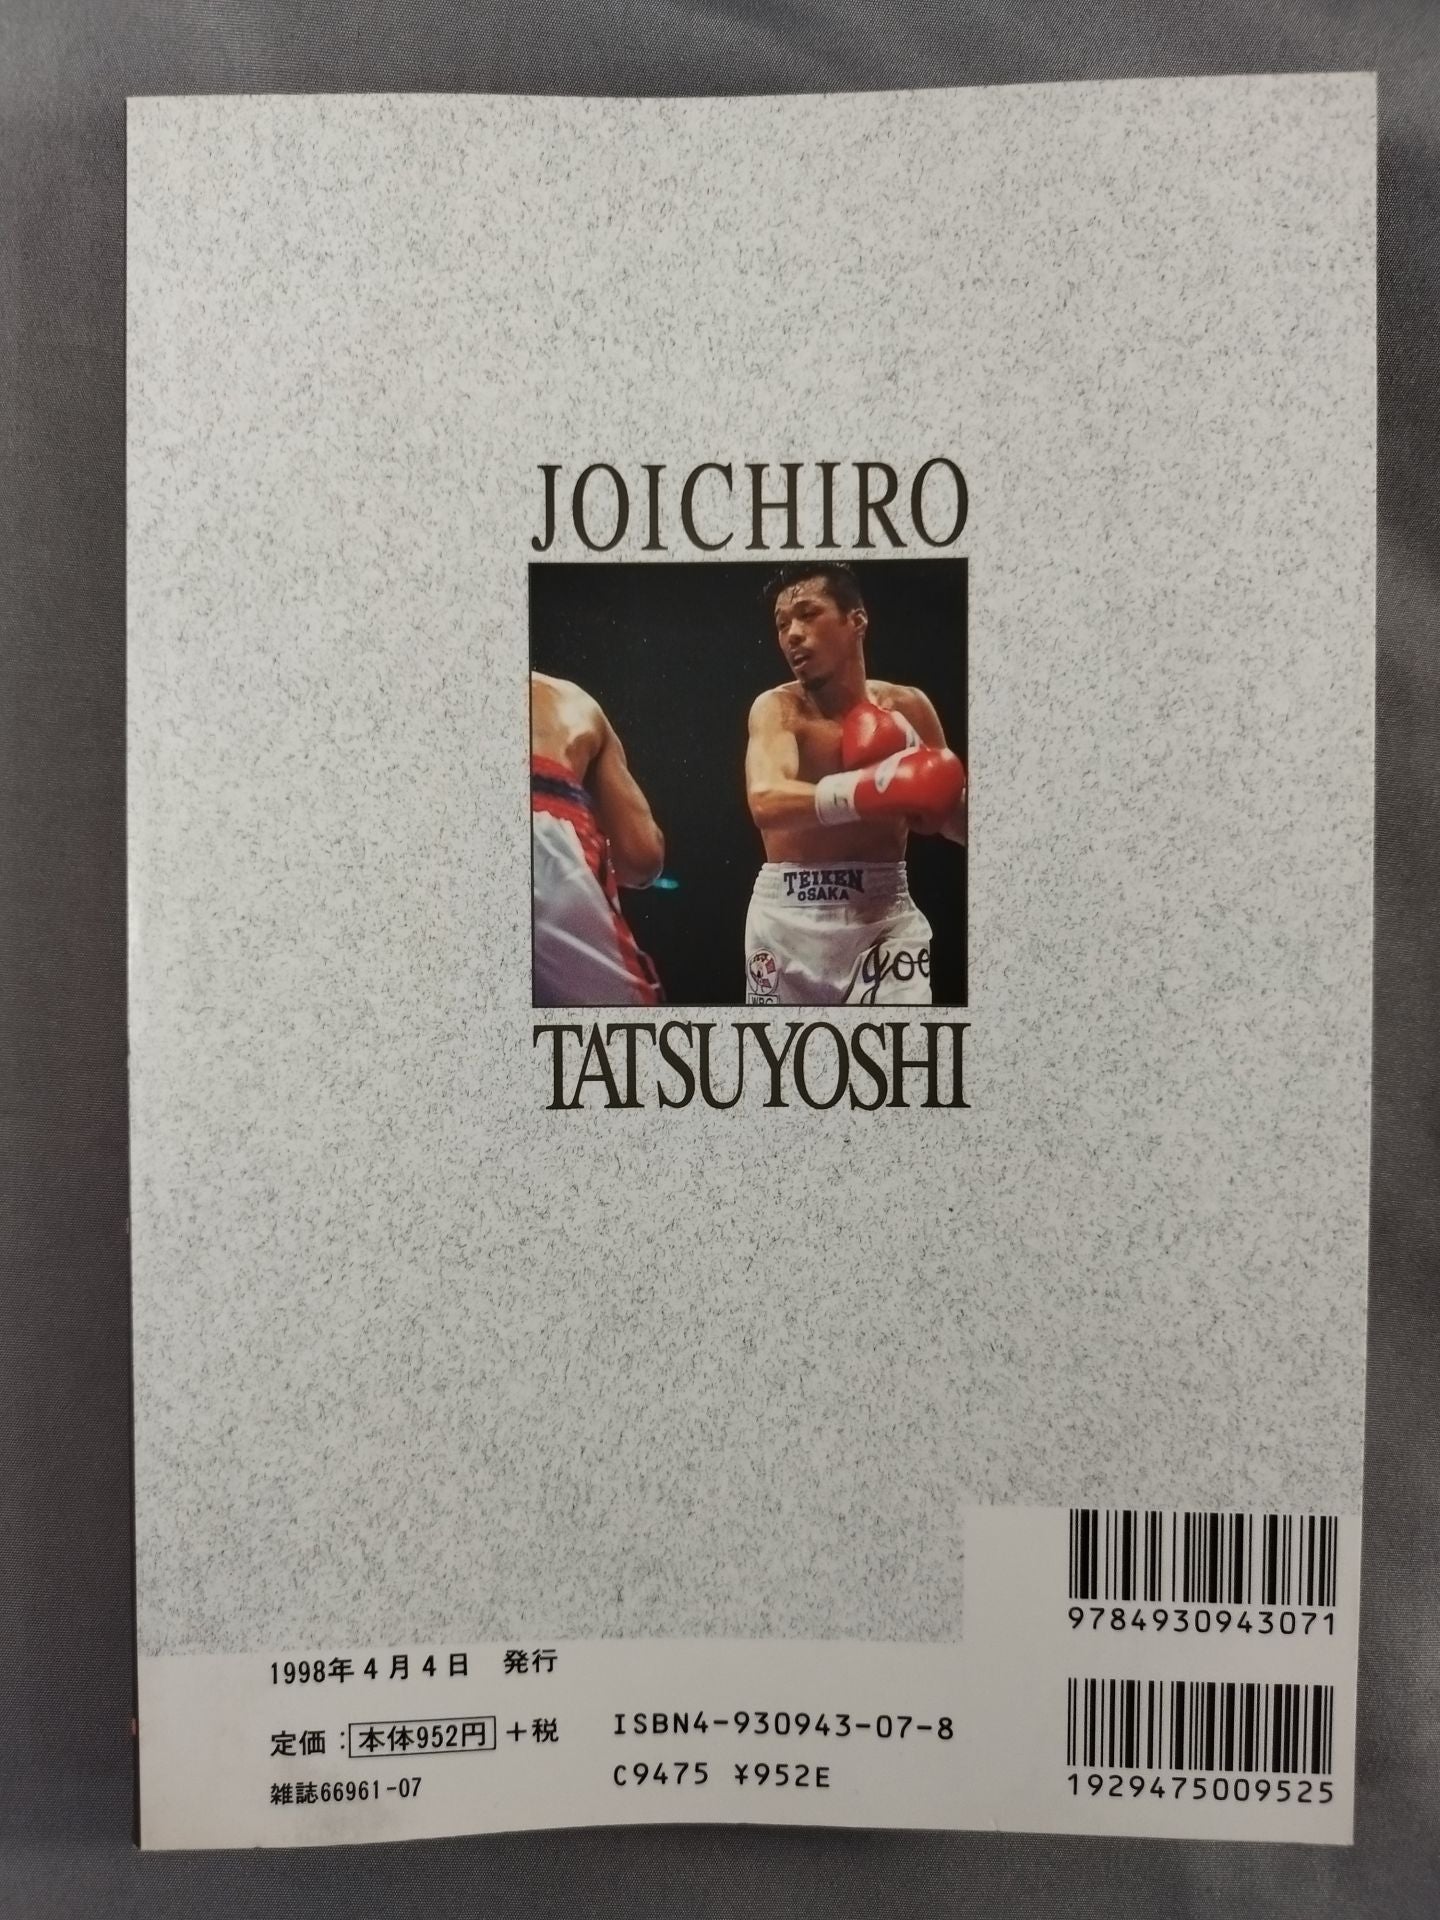 JOICHIRO
TEIKEN
OSAKA
joe
WBC
TATSUYOSHI
9784930943071
1998年4月4日 発行
定価:本体952円+税
ISBN4-930943-07-8
雑誌66961-07
C9475 ¥952E
1929475009525